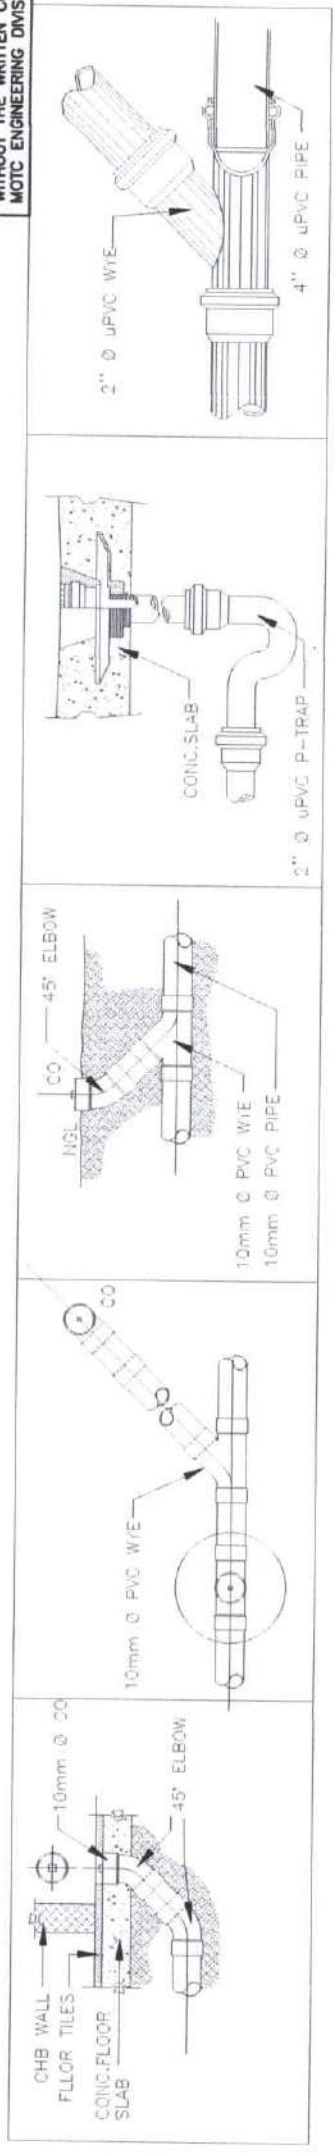 WITHOUT THE WRITTEN
MOTC ENGINEERING DIVIS
CHB WALL
FLLOR TILES
CONC.FLOOR
SLAB
10mm Ø CO
45° ELBOW
10mm Ø PVC WYE
CO
NGL
CO
45° ELBOW
10mm Ø PVC WYE
10mm Ø PVC PIPE
CONC.SLAB
2" Ø uPVC P-TRAP
2" Ø uPVC WYE
4" Ø uPVC PIPE